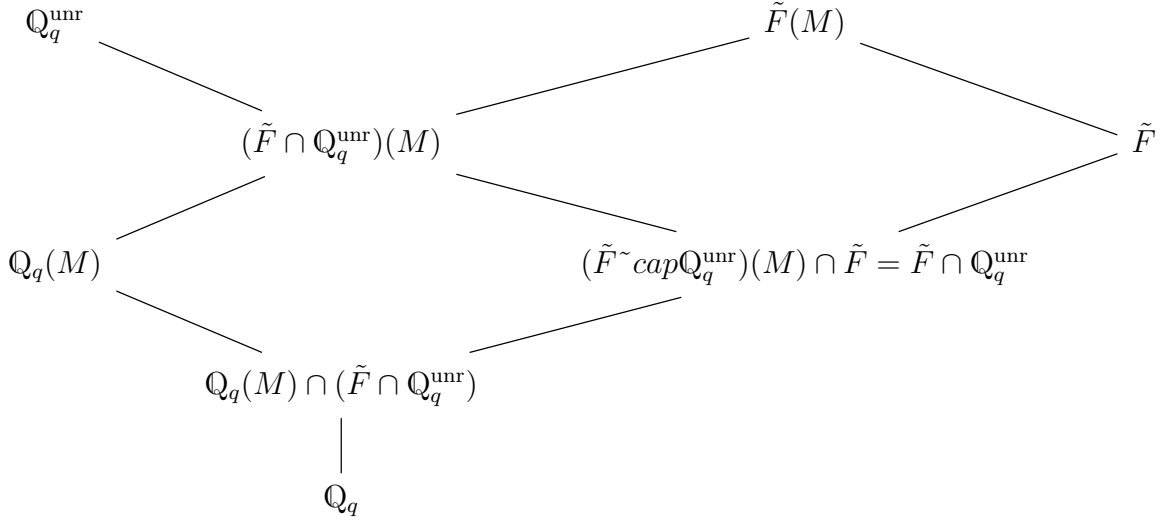 ℚ_q^unr F̃(M)
(F̃ ∩ ℚ_q^unr)(M) F̃
ℚ_q(M) (F̃˜capℚ_q^unr)(M) ∩ F̃ = F̃ ∩ ℚ_q^unr
ℚ_q(M) ∩ (F̃ ∩ ℚ_q^unr)
ℚ_q